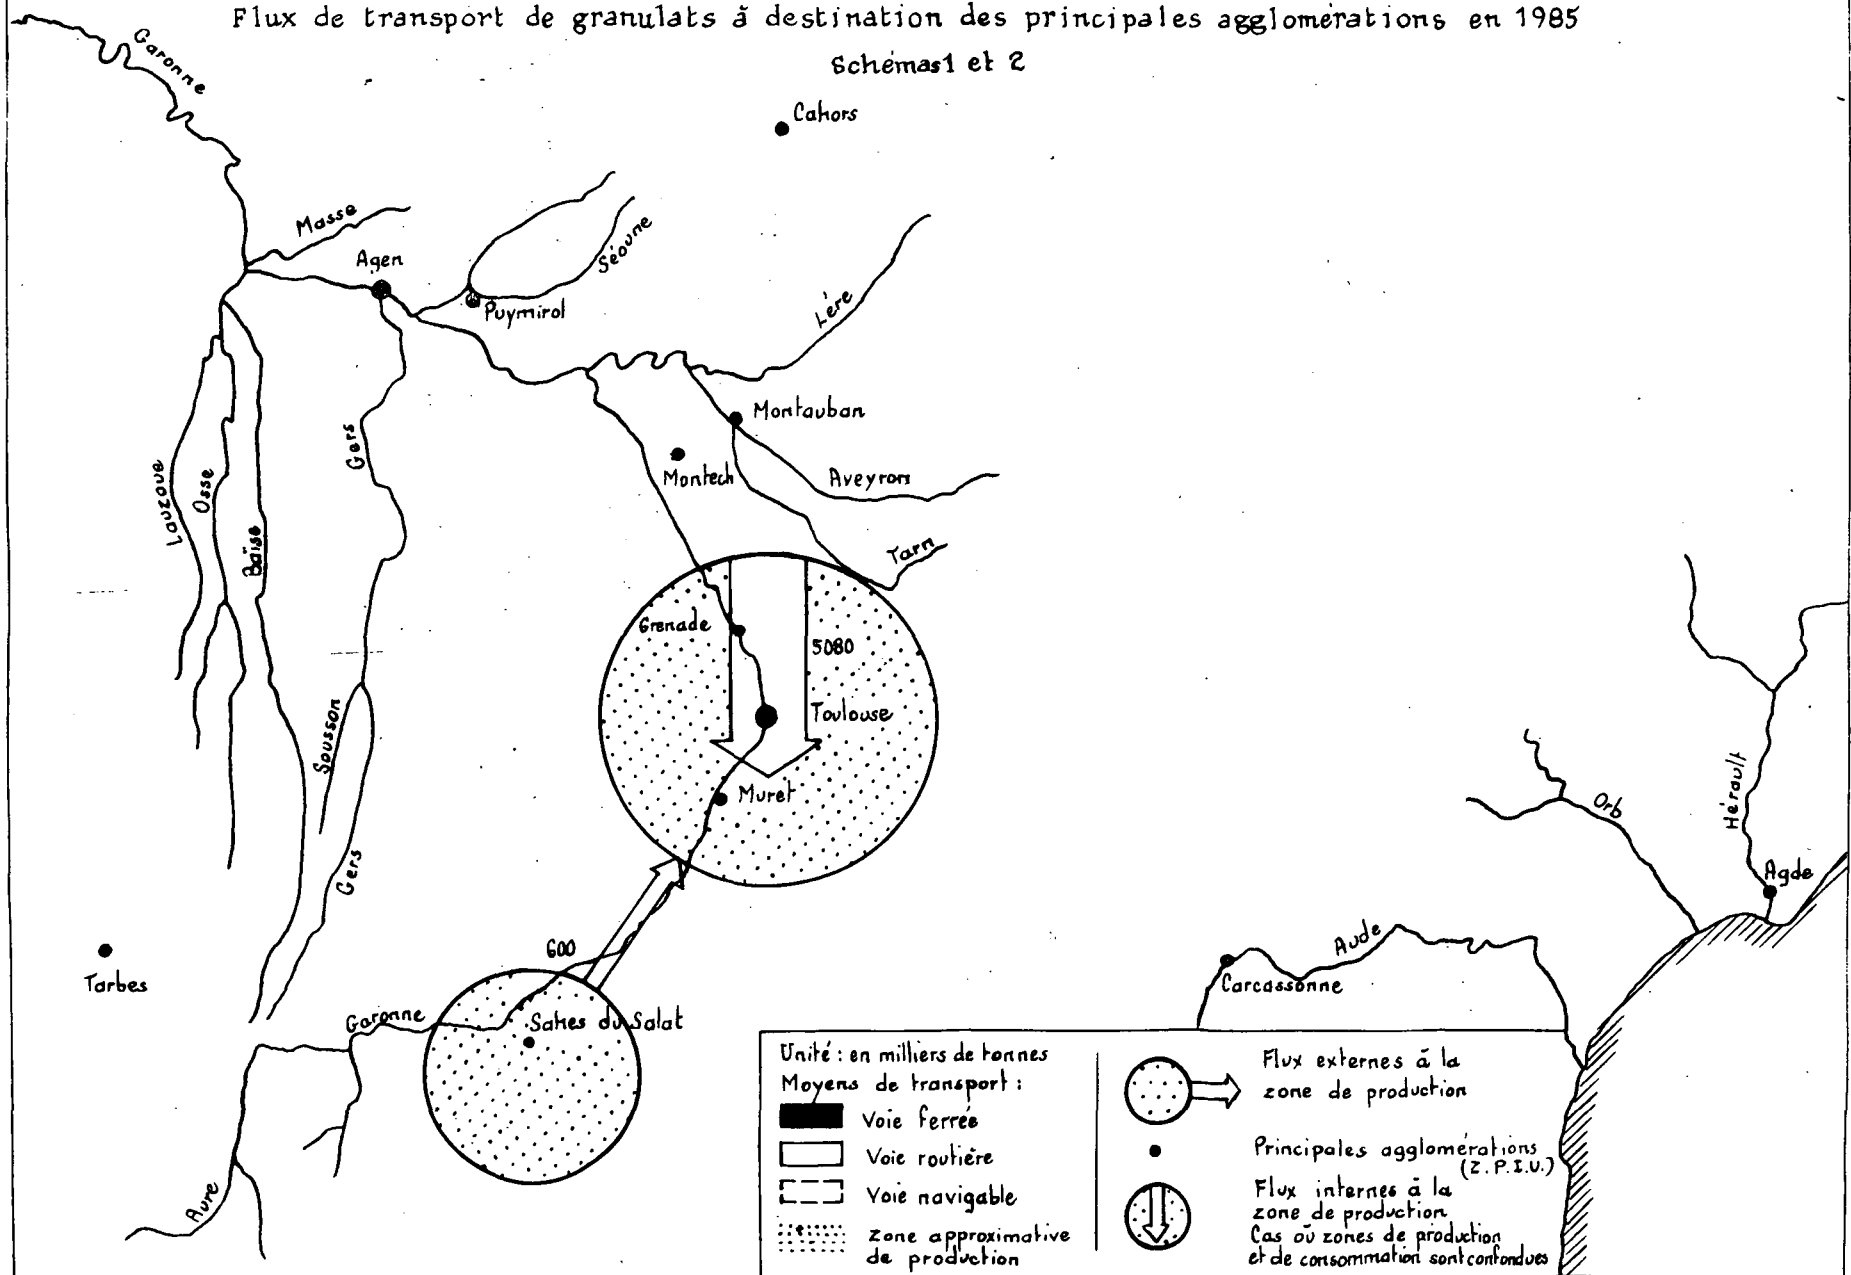 Flux de transport de granulats à destination des principales agglomérations en 1985
Schémas 1 et 2
Garonne
Cahors
Masse
Agen
Séoune
Puymirol
Lère
Montauban
Montech
Aveyron
Gers
Lauzoue
Osse
Baïse
Tarn
Grenade
5080
Toulouse
Sousson
Muret
Gers
Hérault
Orb
Agde
Aude
Carcassonne
600
Tarbes
Garonne
Salies du Salat
Aure
Unité : en milliers de tonnes
Moyens de transport :
Voie ferrée
Voie routière
Voie navigable
zone approximative
de production
Flux externes à la
zone de production
Principales agglomérations
(Z.P.I.U.)
Flux internes à la
zone de production
Cas où zones de production
et de consommation sont confondues